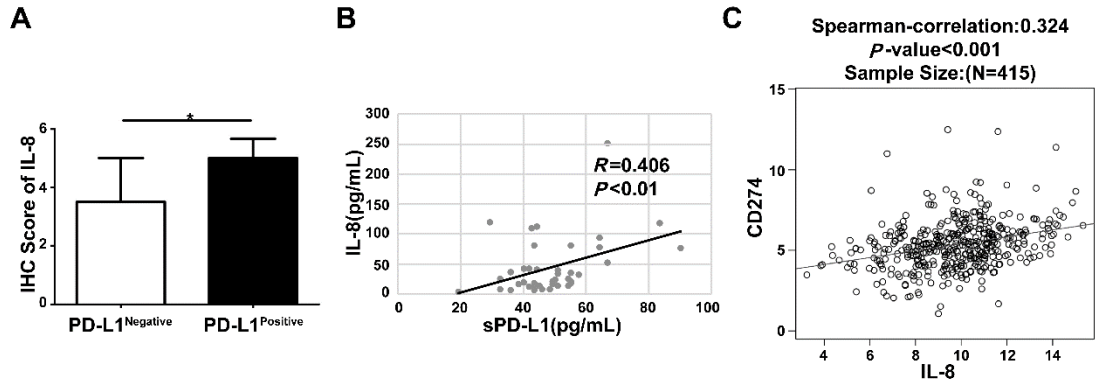 A
IHC Score of IL-8
6
4
2
0
*
PD-L1Negative
PD-L1Positive
B
IL-8(pg/mL)
300
250
200
150
100
50
0
R=0.406
P<0.01
0
20
40
60
80
100
sPD-L1(pg/mL)
C
Spearman-correlation:0.324
P-value<0.001
Sample Size:(N=415)
CD274
15
10
5
0
4
6
8
10
12
14
IL-8